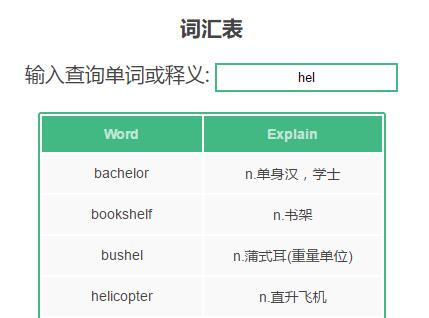 词汇表
输入查询单词或释义: hel
Word Explain
bachelor n.单身汉，学士
bookshelf n.书架
bushel n.蒲式耳(重量单位)
helicopter n.直升飞机